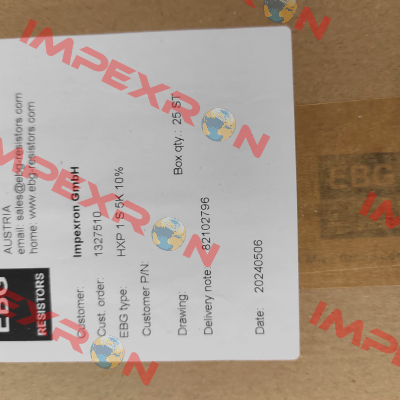 EBG
RESISTORS
AUSTRIA
email: sales@ebg-resistors.com
home: www.ebg-resistors.com
Customer: Impexron GmbH
Cust. order: 1327510
EBG type: HXP 1 S 5K 10%
Customer P/N:
Drawing: Box qty : 25 ST
Delivery note: 82102796
Date: 20240506
EBG
IMPEXRON
IMPEXRON
IMPEXRON
IMPEXRON